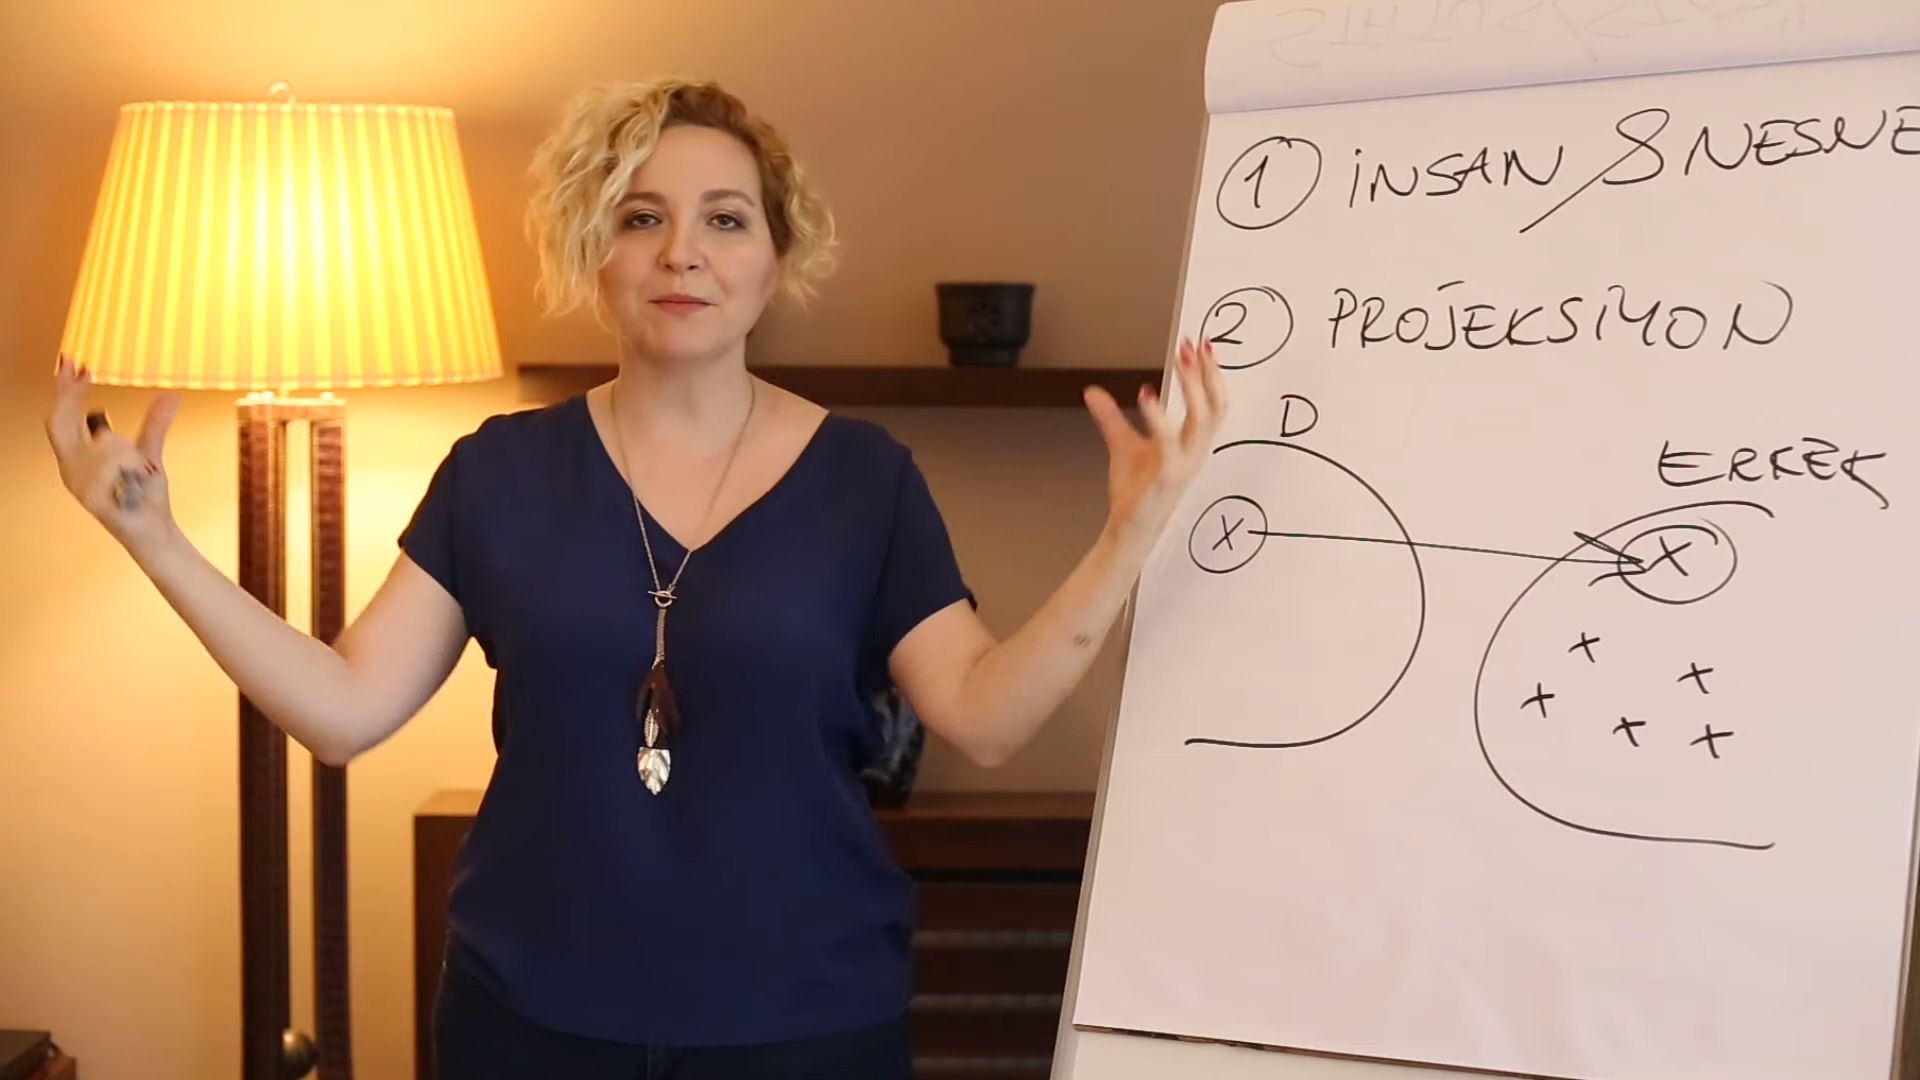 1 İNSAN / & NESNE
2 PROJEKSİYON
D
ERKEK
X X
+ +
+ + +